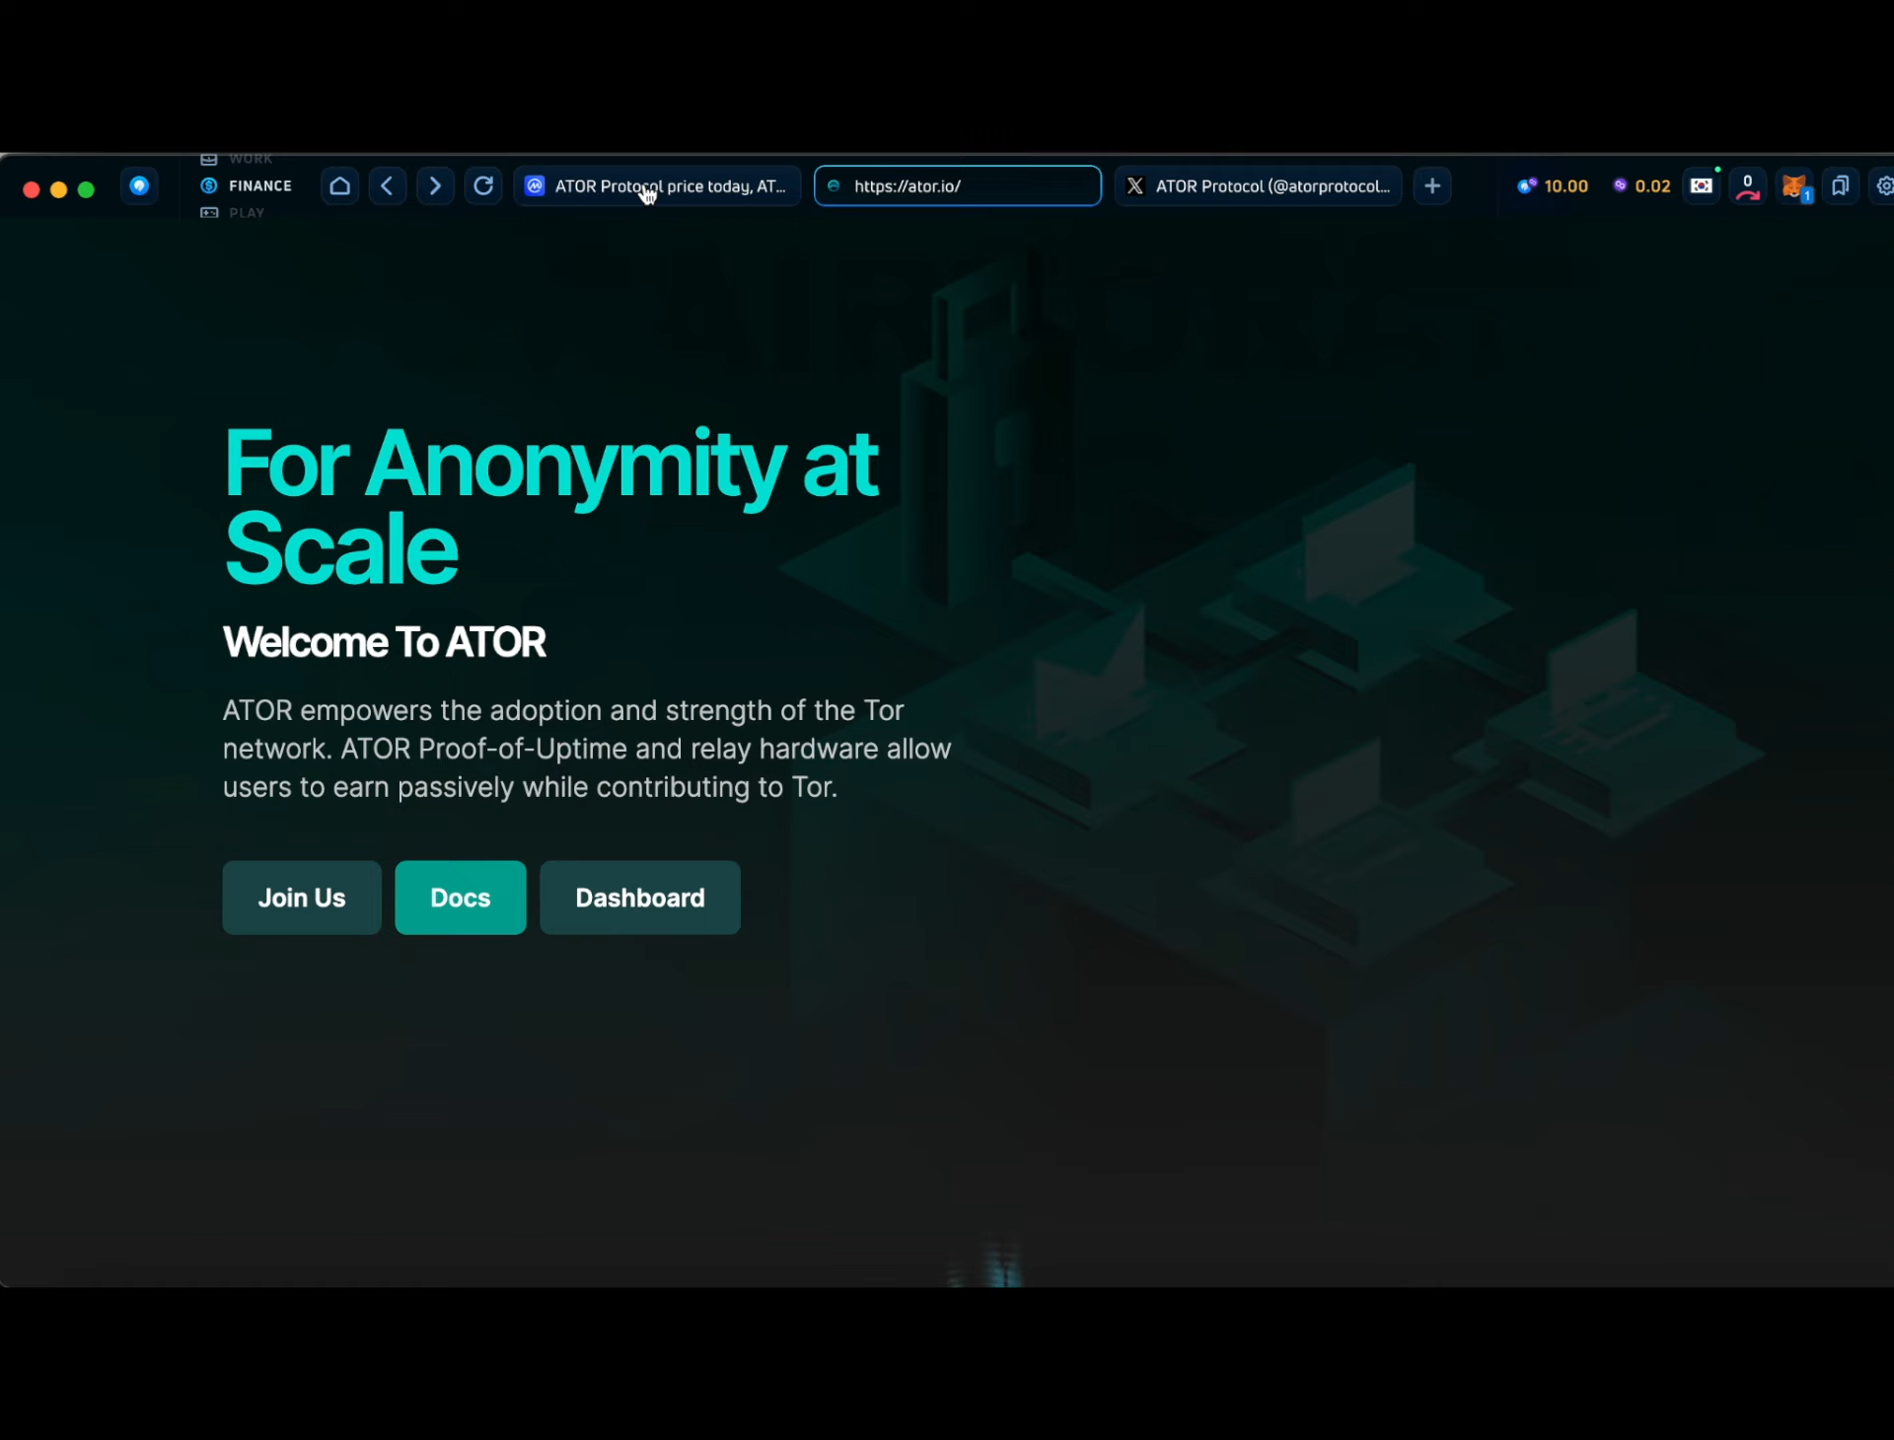 WORK
FINANCE
PLAY
ATOR Protocol price today, AT...
https://ator.io/
ATOR Protocol (@atorprotocol...
10.00
0.02
0
1
For Anonymity at
Scale
Welcome To ATOR
ATOR empowers the adoption and strength of the Tor
network. ATOR Proof-of-Uptime and relay hardware allow
users to earn passively while contributing to Tor.
Join Us
Docs
Dashboard